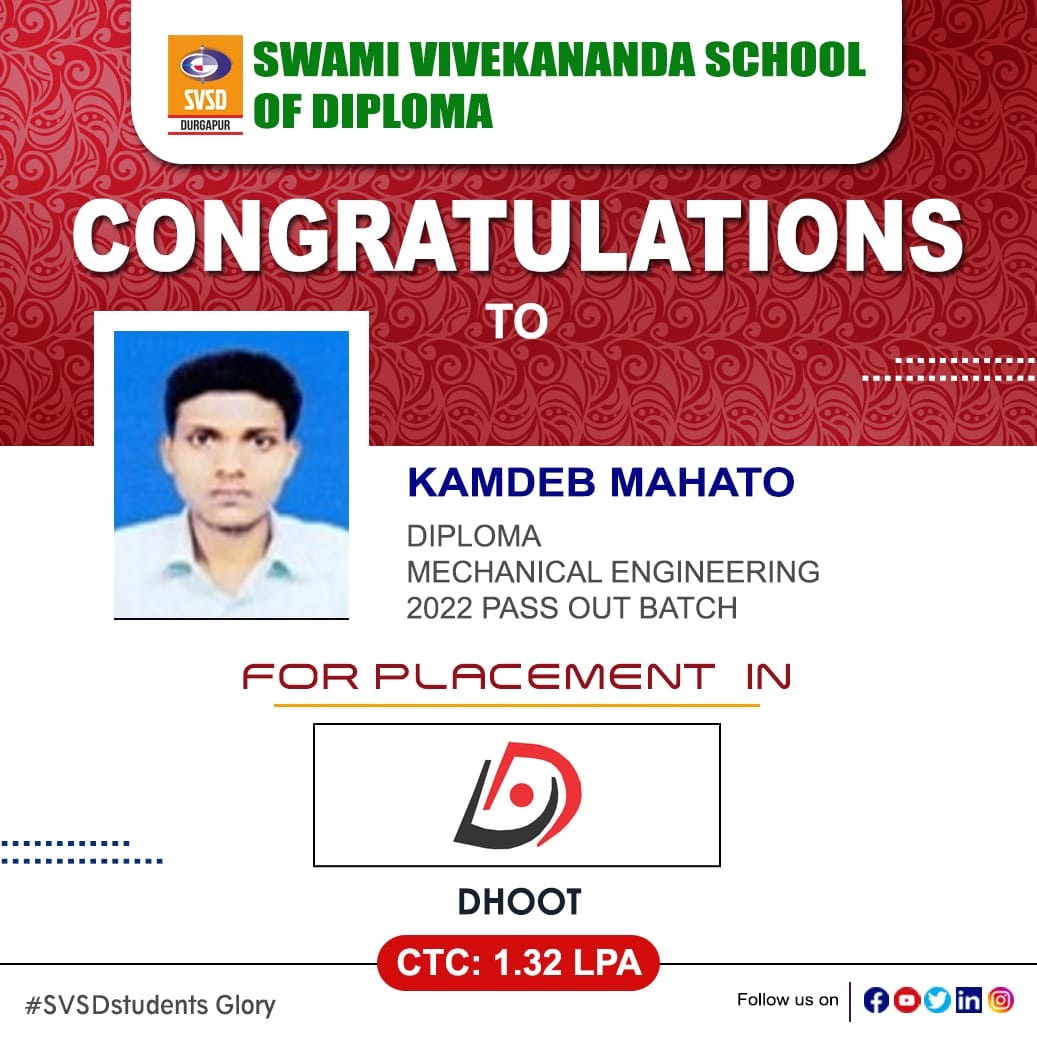 SWAMI VIVEKANANDA SCHOOL
OF DIPLOMA
SVSD
DURGAPUR
CONGRATULATIONS
TO
KAMDEB MAHATO
DIPLOMA
MECHANICAL ENGINEERING
2022 PASS OUT BATCH
FOR PLACEMENT IN
DHOOT
CTC: 1.32 LPA
#SVSDstudents Glory
Follow us on